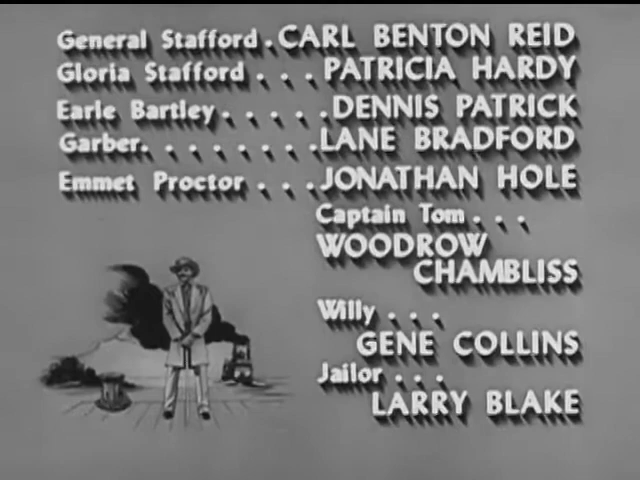 General Stafford . CARL BENTON REID
Gloria Stafford . . . PATRICIA HARDY
Earle Bartley . . . . . DENNIS PATRICK
Garber. . . . . . . . LANE BRADFORD
Emmet Proctor . . . JONATHAN HOLE
Captain Tom . . .
WOODROW
CHAMBLISS
Willy . . .
GENE COLLINS
Jailor . . .
LARRY BLAKE